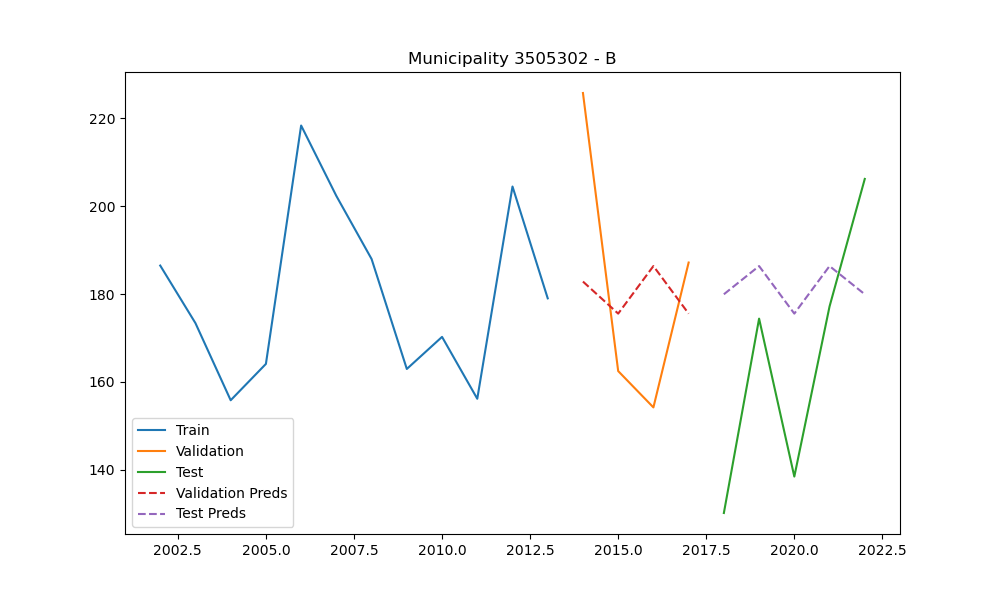 Municipality 3505302 - B
220
200
180
160
140
Train
Validation
Test
Validation Preds
Test Preds
2002.5 2005.0 2007.5 2010.0 2012.5 2015.0 2017.5 2020.0 2022.5